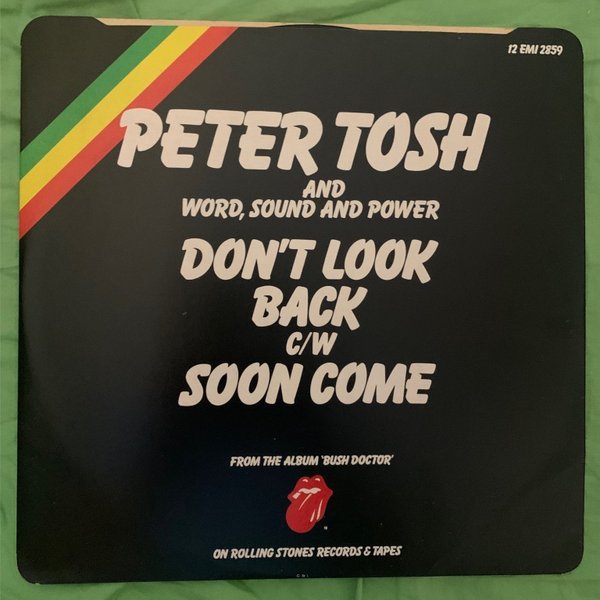 12 EMI 2859
PETER TOSH
AND
WORD, SOUND AND POWER
DON'T LOOK
BACK
C/W
SOON COME
FROM THE ALBUM 'BUSH DOCTOR'
ON ROLLING STONES RECORDS & TAPES